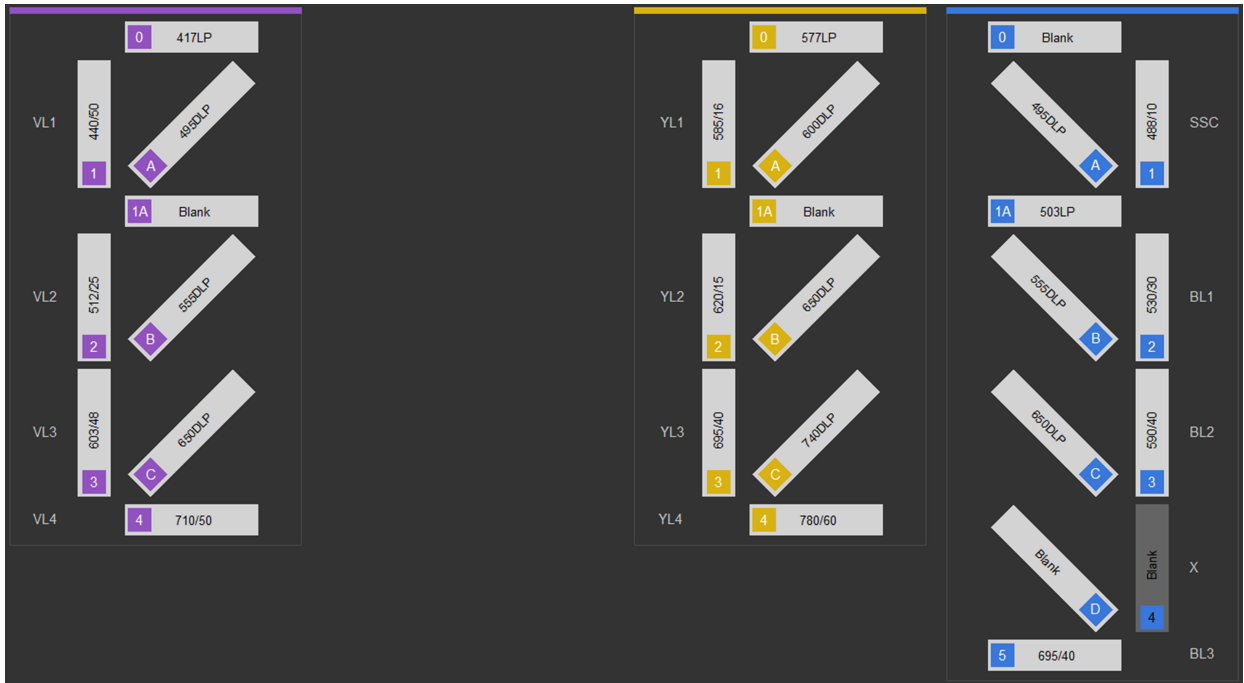 0 417LP
VL1 440/50 1 495DLP A
1A Blank
VL2 512/25 2 555DLP B
VL3 603/48 3 650DLP C
VL4 4 710/50
0 577LP
YL1 585/16 1 600DLP A
1A Blank
YL2 620/15 2 650DLP B
YL3 695/40 3 740DLP C
YL4 4 780/60
0 Blank
495DLP A 488/10 1 SSC
1A 503LP
555DLP B 530/30 2 BL1
650DLP C 590/40 3 BL2
Blank D Blank 4 X
5 695/40 BL3